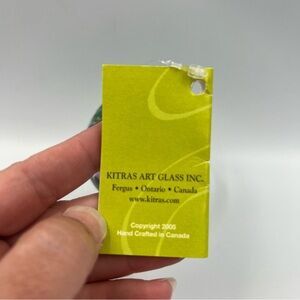 KITRAS ART GLASS INC.
Fergus • Ontario • Canada
www.kitras.com
Copyright 2005
Hand Crafted in Canada